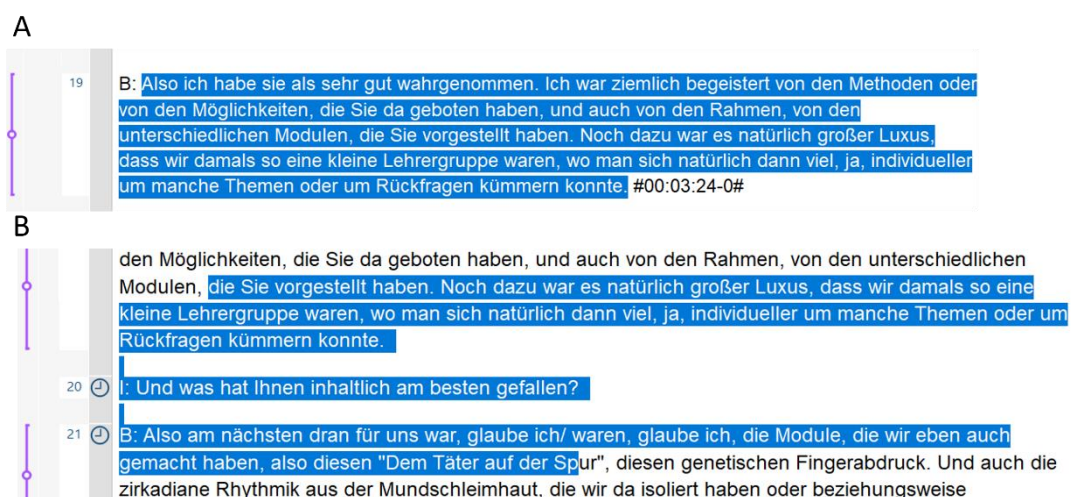 A
19 B: Also ich habe sie als sehr gut wahrgenommen. Ich war ziemlich begeistert von den Methoden oder
von den Möglichkeiten, die Sie da geboten haben, und auch von den Rahmen, von den
unterschiedlichen Modulen, die Sie vorgestellt haben. Noch dazu war es natürlich großer Luxus,
dass wir damals so eine kleine Lehrergruppe waren, wo man sich natürlich dann viel, ja, individueller
um manche Themen oder um Rückfragen kümmern konnte. #00:03:24-0#
B
den Möglichkeiten, die Sie da geboten haben, und auch von den Rahmen, von den unterschiedlichen
Modulen, die Sie vorgestellt haben. Noch dazu war es natürlich großer Luxus, dass wir damals so eine
kleine Lehrergruppe waren, wo man sich natürlich dann viel, ja, individueller um manche Themen oder um
Rückfragen kümmern konnte.
20 I: Und was hat Ihnen inhaltlich am besten gefallen?
21 B: Also am nächsten dran für uns war, glaube ich/ waren, glaube ich, die Module, die wir eben auch
gemacht haben, also diesen "Dem Täter auf der Spur", diesen genetischen Fingerabdruck. Und auch die
zirkadiane Rhythmik aus der Mundschleimhaut, die wir da isoliert haben oder beziehungsweise